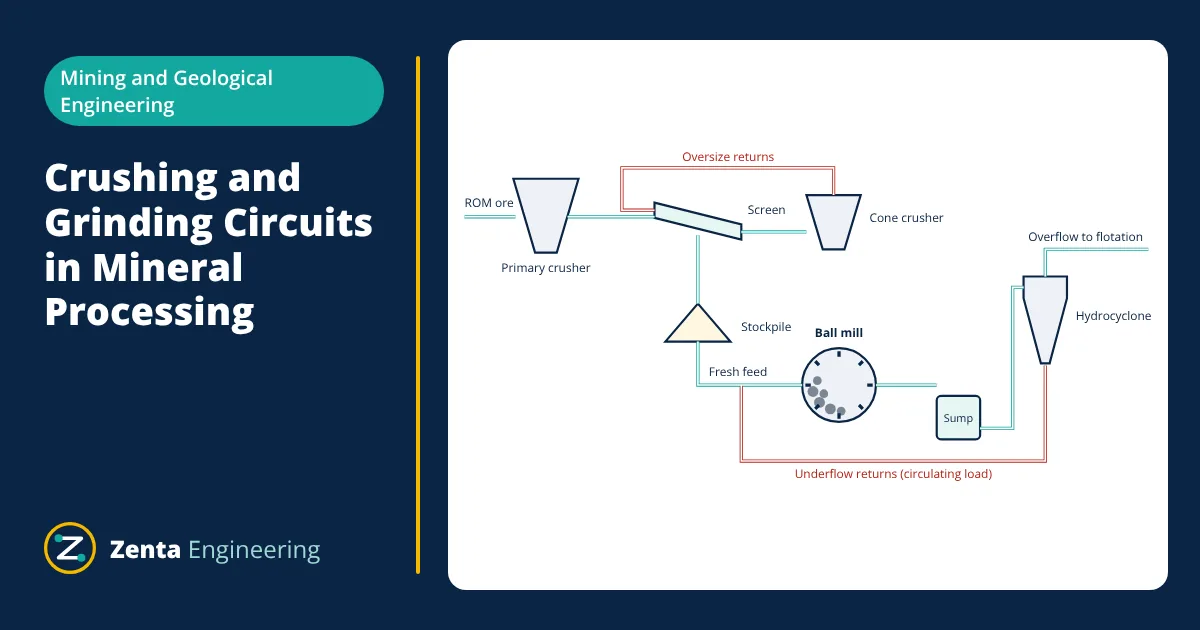 Mining and Geological
Engineering
Crushing and
Grinding Circuits
in Mineral
Processing
Zenta Engineering
Oversize returns
ROM ore
Screen
Cone crusher
Primary crusher
Overflow to flotation
Hydrocyclone
Stockpile
Ball mill
Fresh feed
Sump
Underflow returns (circulating load)